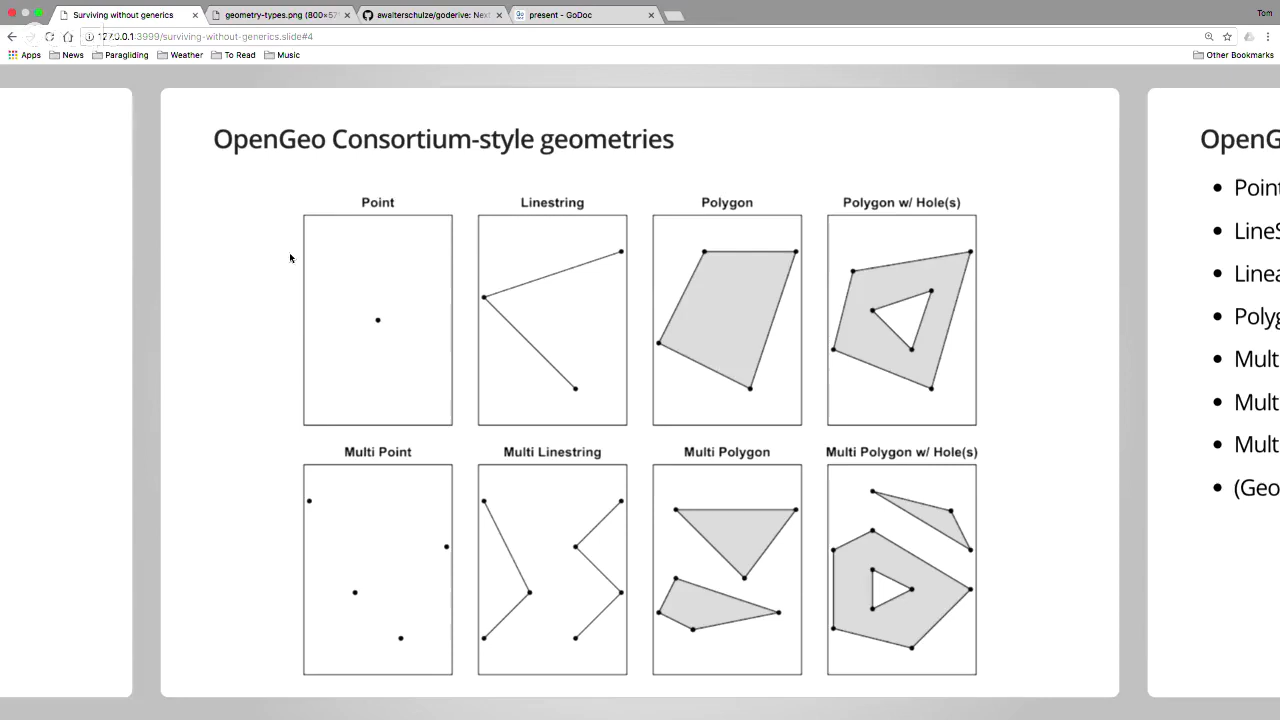 Surviving without generics
geometry-types.png (800×57
awalterschulze/goderive: Nex
present - GoDoc
Tom
127.0.0.1:3999/surviving-without-generics.slide#4
Apps News Paragliding Weather To Read Music Other Bookmarks
OpenGeo Consortium-style geometries
Point Linestring Polygon Polygon w/ Hole(s)
Multi Point Multi Linestring Multi Polygon Multi Polygon w/ Hole(s)
OpenG
• Point
• LineS
• Linea
• Polyg
• Mult
• Mult
• Mult
• (Geo